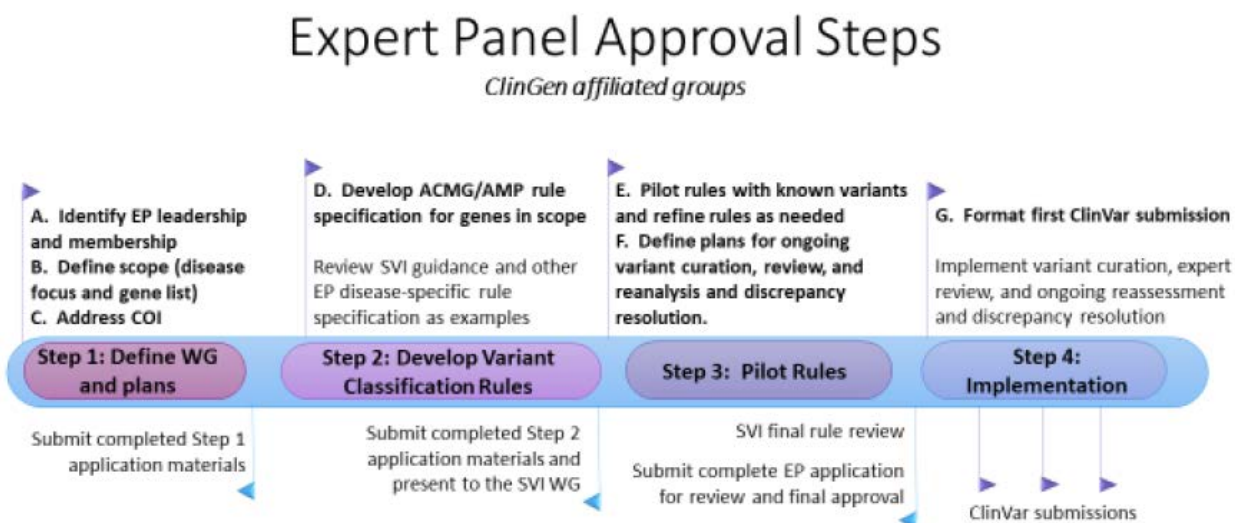 Expert Panel Approval Steps
ClinGen affiliated groups
A. Identify EP leadership
and membership
B. Define scope (disease
focus and gene list)
C. Address COI
D. Develop ACMG/AMP rule
specification for genes in scope
Review SVI guidance and other
EP disease-specific rule
specification as examples
E. Pilot rules with known variants
and refine rules as needed
F. Define plans for ongoing
variant curation, review, and
reanalysis and discrepancy
resolution.
G. Format first ClinVar submission
Implement variant curation, expert
review, and ongoing reassessment
and discrepancy resolution
Step 1: Define WG
and plans
Step 2: Develop Variant
Classification Rules
Step 3: Pilot Rules
Step 4:
Implementation
Submit completed Step 1
application materials
Submit completed Step 2
application materials and
present to the SVI WG
SVI final rule review
Submit complete EP application
for review and final approval
ClinVar submissions